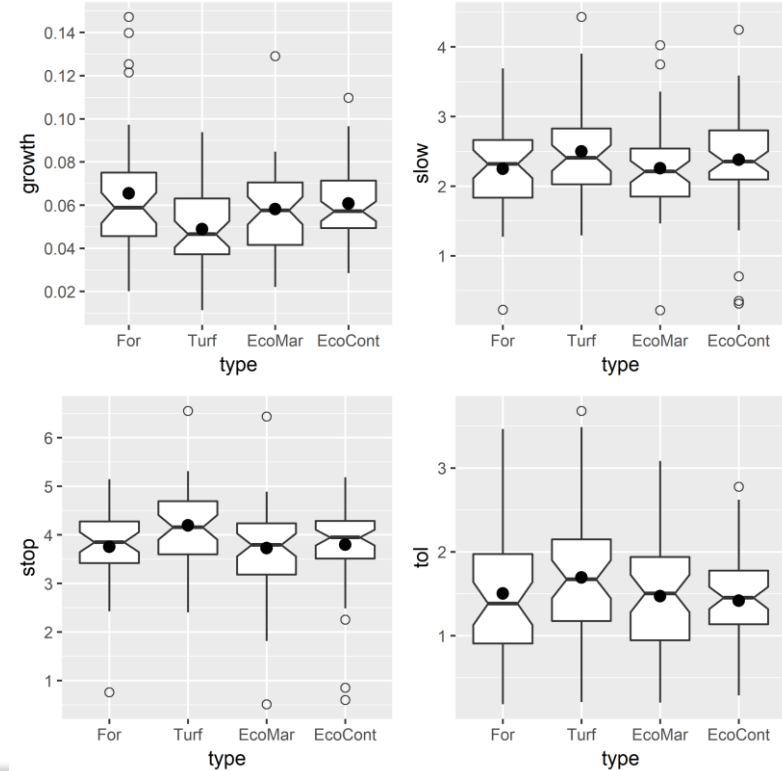 growth
0.14
0.12
0.10
0.08
0.06
0.04
0.02
For Turf EcoMar EcoCont
type
slow
4
3
2
1
For Turf EcoMar EcoCont
type
stop
6
5
4
3
2
1
For Turf EcoMar EcoCont
type
tol
3
2
1
For Turf EcoMar EcoCont
type